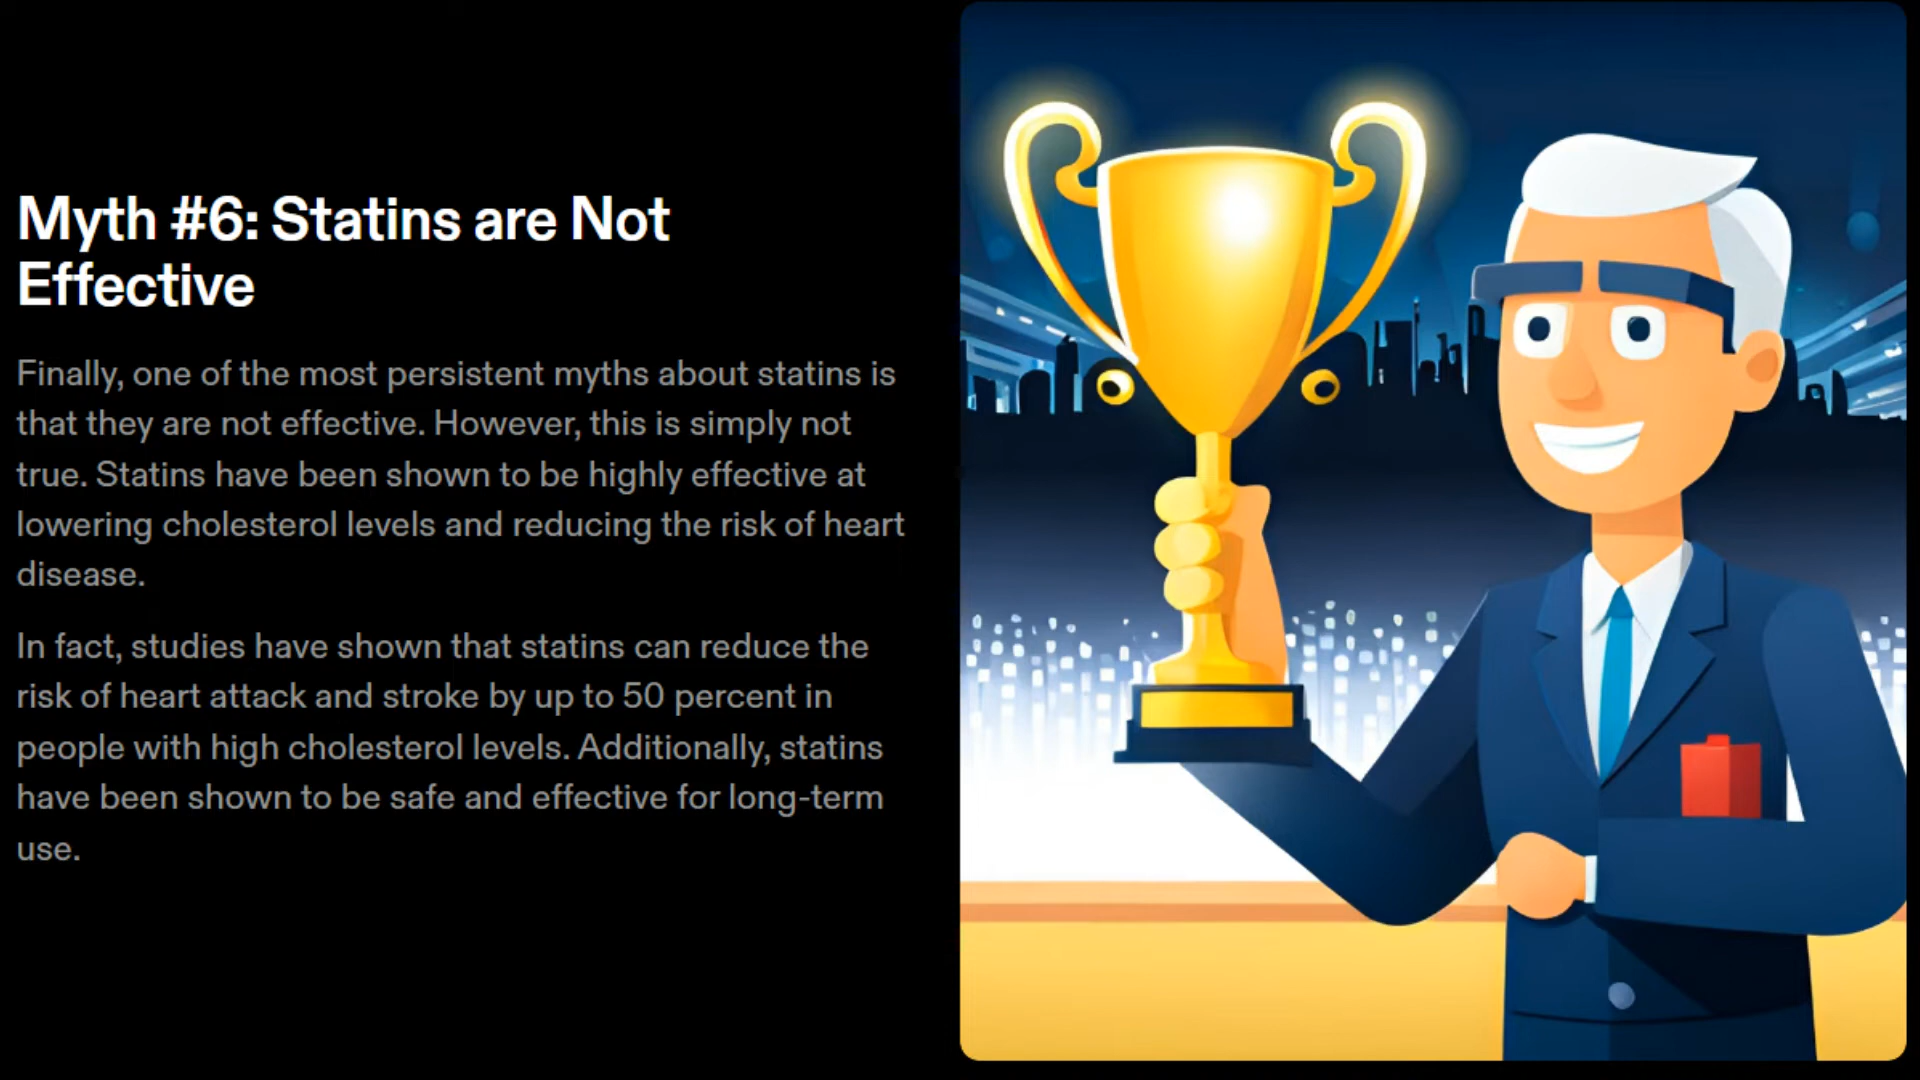 Myth #6: Statins are Not
Effective
Finally, one of the most persistent myths about statins is
that they are not effective. However, this is simply not
true. Statins have been shown to be highly effective at
lowering cholesterol levels and reducing the risk of heart
disease.
In fact, studies have shown that statins can reduce the
risk of heart attack and stroke by up to 50 percent in
people with high cholesterol levels. Additionally, statins
have been shown to be safe and effective for long-term
use.